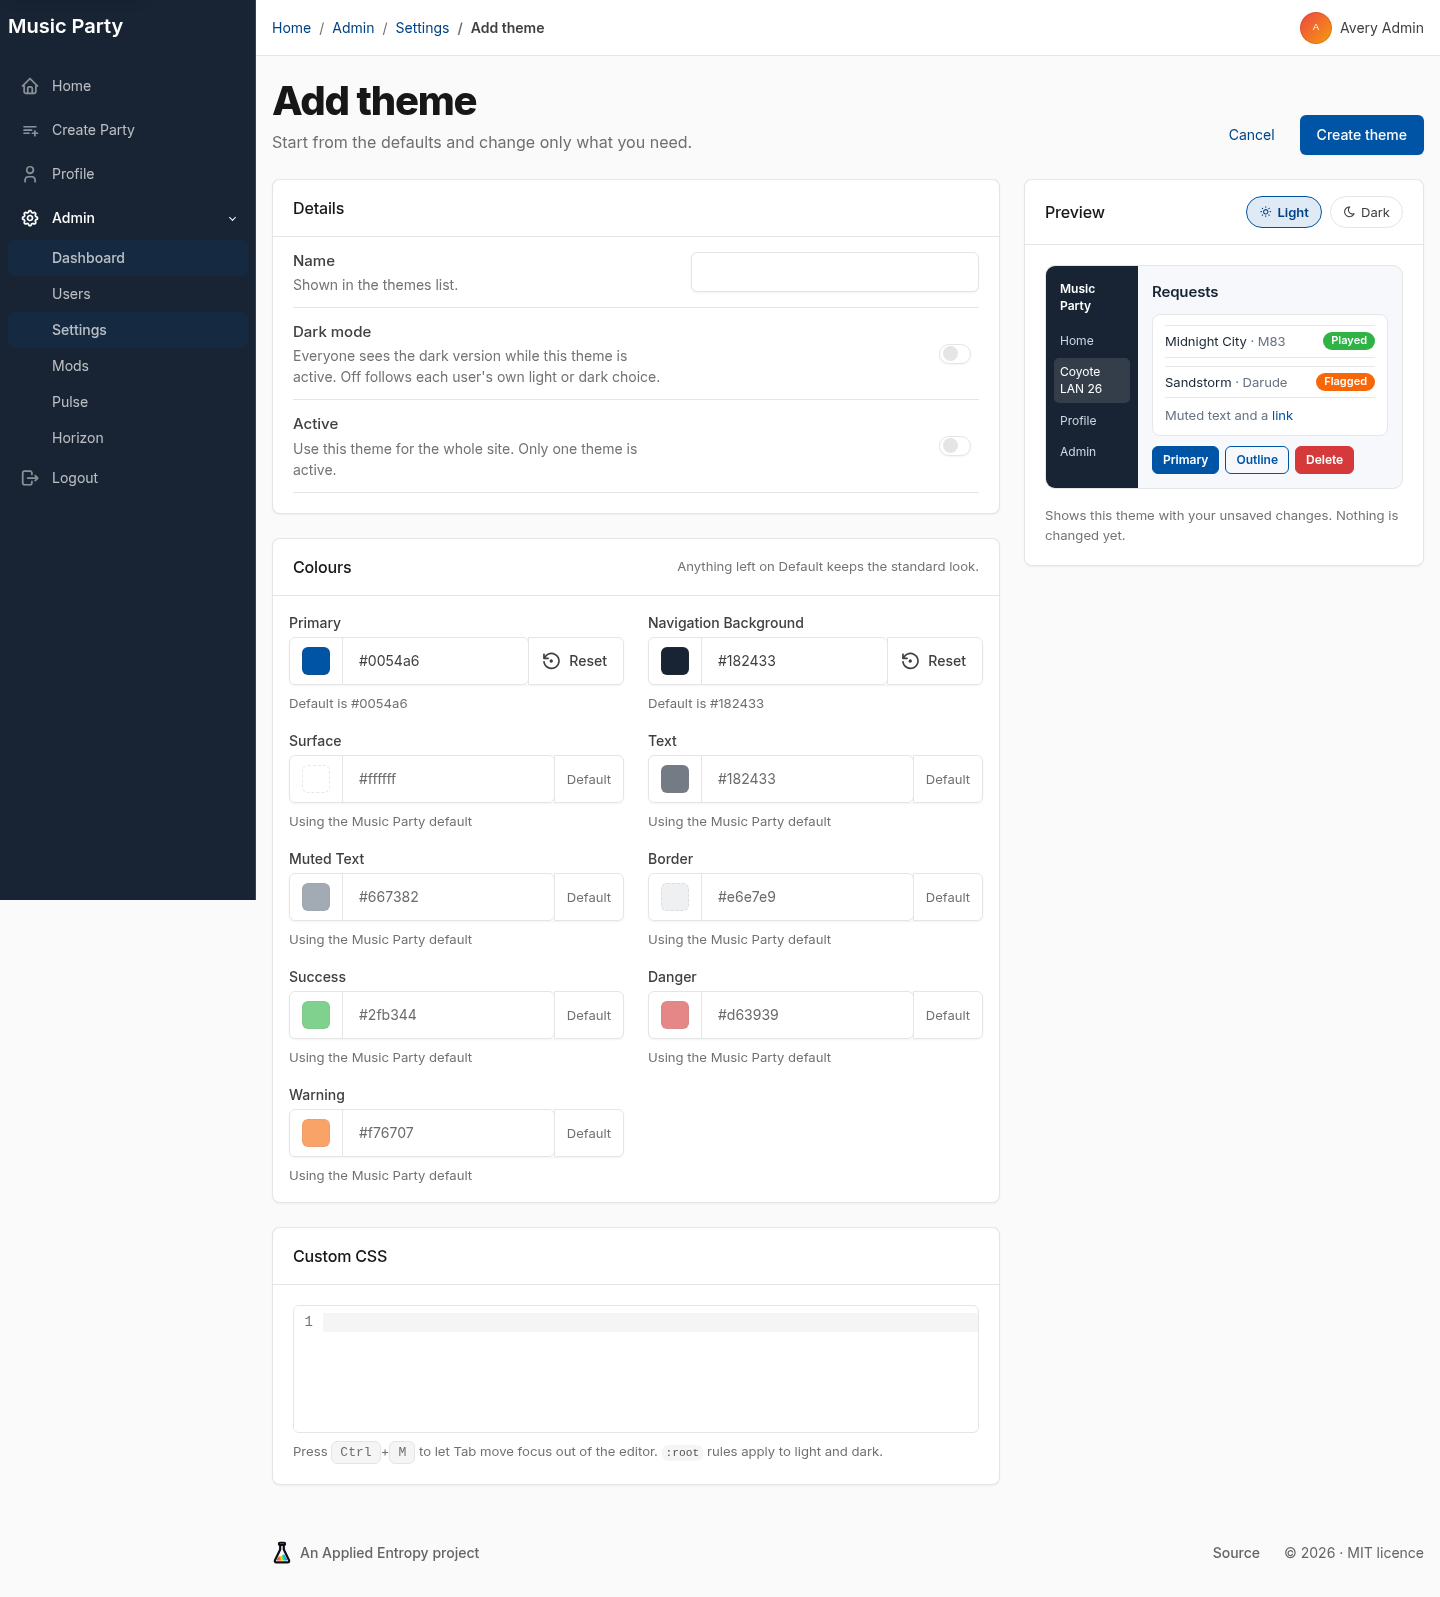 Music Party
Home / Admin / Settings / Add theme
A
Avery Admin
Home
Create Party
Profile
Admin
Dashboard
Users
Settings
Mods
Pulse
Horizon
Logout
Add theme
Start from the defaults and change only what you need.
Cancel
Create theme
Details
Name
Shown in the themes list.
Dark mode
Everyone sees the dark version while this theme is
active. Off follows each user's own light or dark choice.
Active
Use this theme for the whole site. Only one theme is
active.
Preview
Light
Dark
Music
Party
Home
Coyote
LAN 26
Profile
Admin
Requests
Midnight City · M83
Played
Sandstorm · Darude
Flagged
Muted text and a link
Primary
Outline
Delete
Shows this theme with your unsaved changes. Nothing is
changed yet.
Colours
Anything left on Default keeps the standard look.
Primary
#0054a6
Reset
Default is #0054a6
Navigation Background
#182433
Reset
Default is #182433
Surface
#ffffff
Default
Using the Music Party default
Text
#182433
Default
Using the Music Party default
Muted Text
#667382
Default
Using the Music Party default
Border
#e6e7e9
Default
Using the Music Party default
Success
#2fb344
Default
Using the Music Party default
Danger
#d63939
Default
Using the Music Party default
Warning
#f76707
Default
Using the Music Party default
Custom CSS
1
Press Ctrl+M to let Tab move focus out of the editor. :root rules apply to light and dark.
An Applied Entropy project
Source
© 2026 · MIT licence